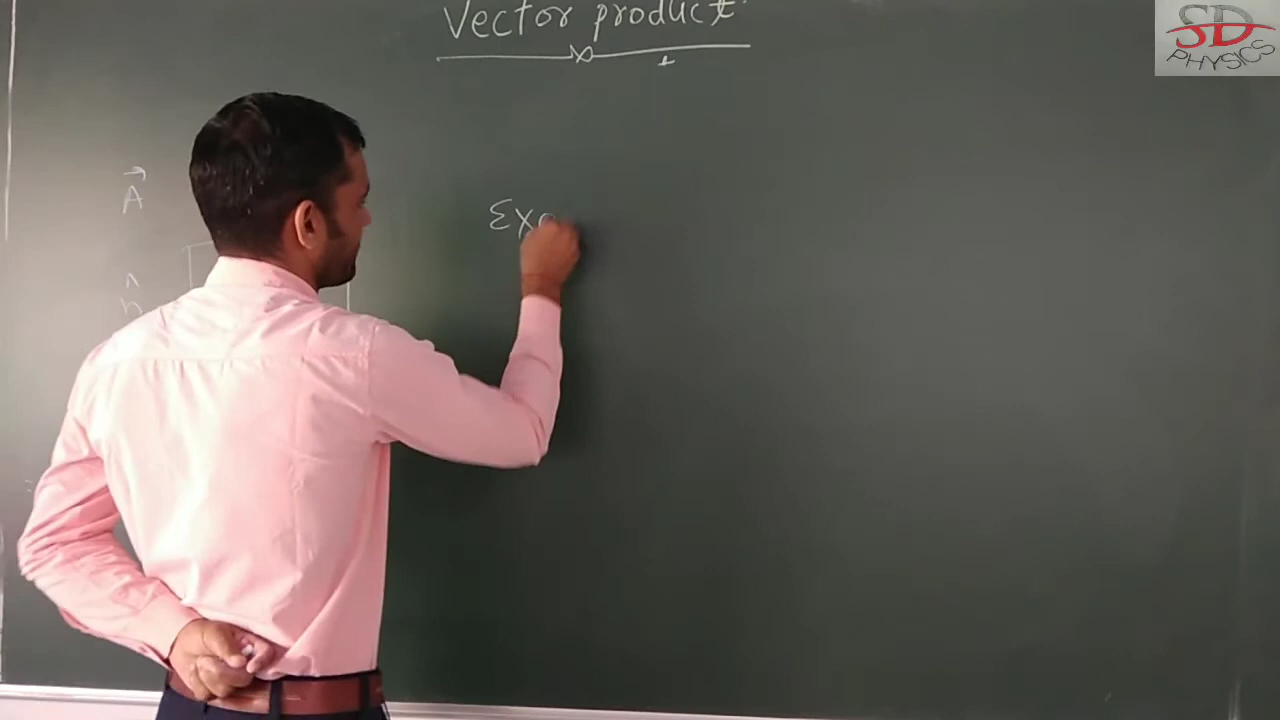 Vector product
SD
PHYSICS
→
A
^
n
Exa